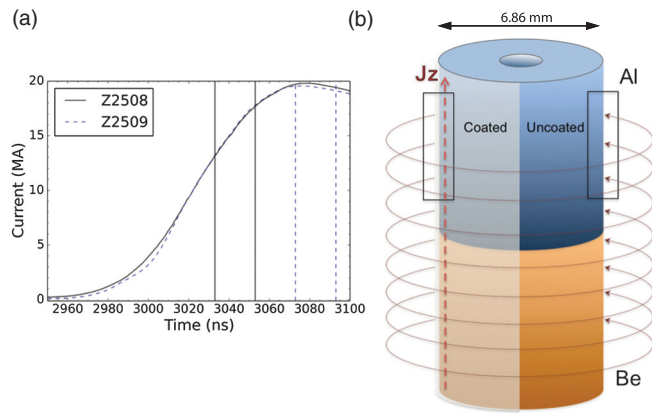 (a)
20
15
10
5
0
Current (MA)
Z2508
Z2509
2960 2980 3000 3020 3040 3060 3080 3100
Time (ns)
(b)
6.86 mm
Jz
Al
Coated
Uncoated
Be